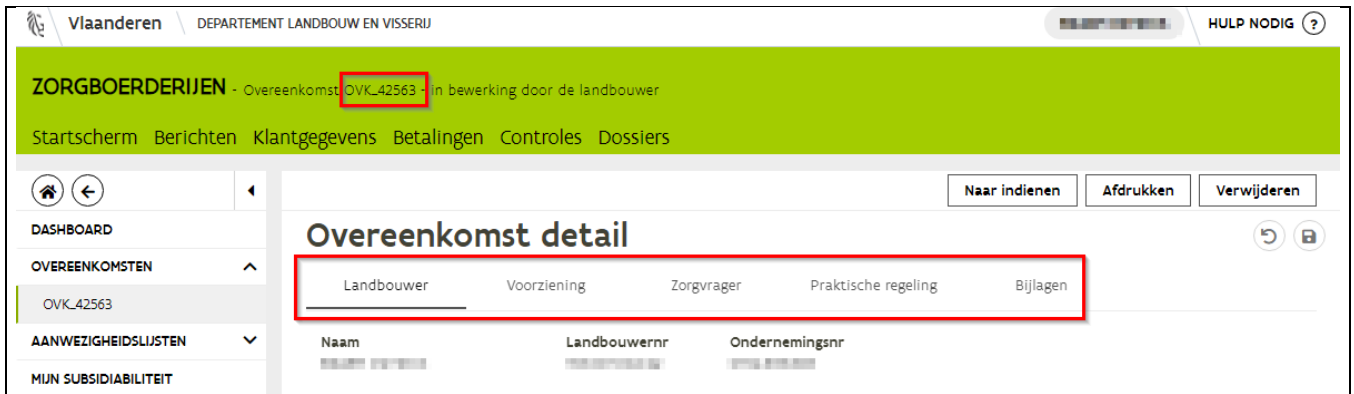 Vlaanderen DEPARTEMENT LANDBOUW EN VISSERIJ HULP NODIG ?
ZORGBOERDERIJEN - Overeenkomst OVK_42563 - in bewerking door de landbouwer
Startscherm Berichten Klantgegevens Betalingen Controles Dossiers
Naar indienen Afdrukken Verwijderen
DASHBOARD
Overeenkomst detail
OVEREENKOMSTEN
Landbouwer Voorziening Zorgvrager Praktische regeling Bijlagen
OVK_42563
AANWEZIGHEIDSLIJSTEN
Naam Landbouwernr Ondernemingsnr
MIJN SUBSIDIABILITEIT